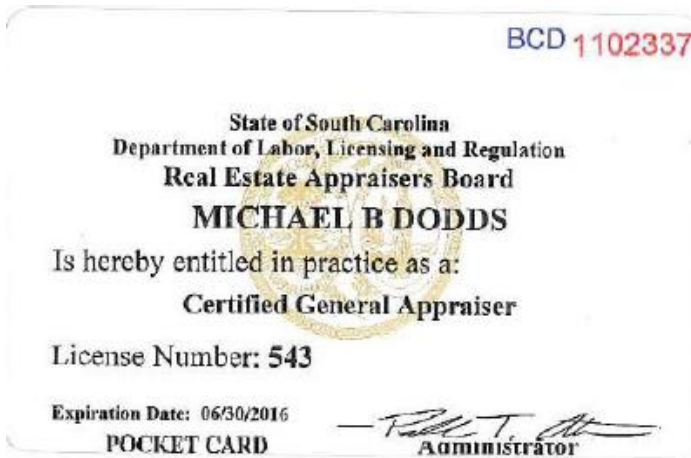 BCD 1102337
State of South Carolina
Department of Labor, Licensing and Regulation
Real Estate Appraisers Board
MICHAEL B DODDS
Is hereby entitled in practice as a:
Certified General Appraiser
License Number: 543
Expiration Date: 06/30/2016
POCKET CARD
Administrator